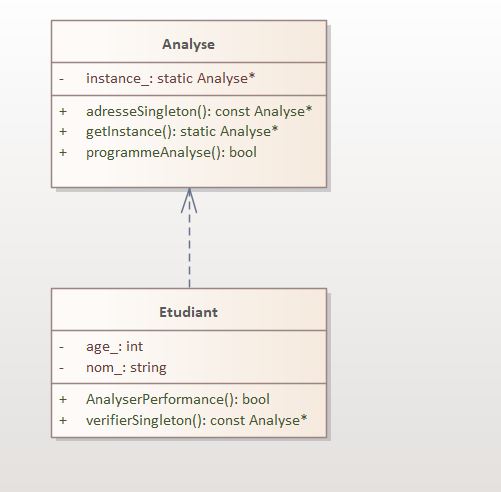 Analyse
- instance_: static Analyse*
+ adresseSingleton(): const Analyse*
+ getInstance(): static Analyse*
+ programmeAnalyse(): bool
Etudiant
- age_: int
- nom_: string
+ AnalyserPerformance(): bool
+ verifierSingleton(): const Analyse*